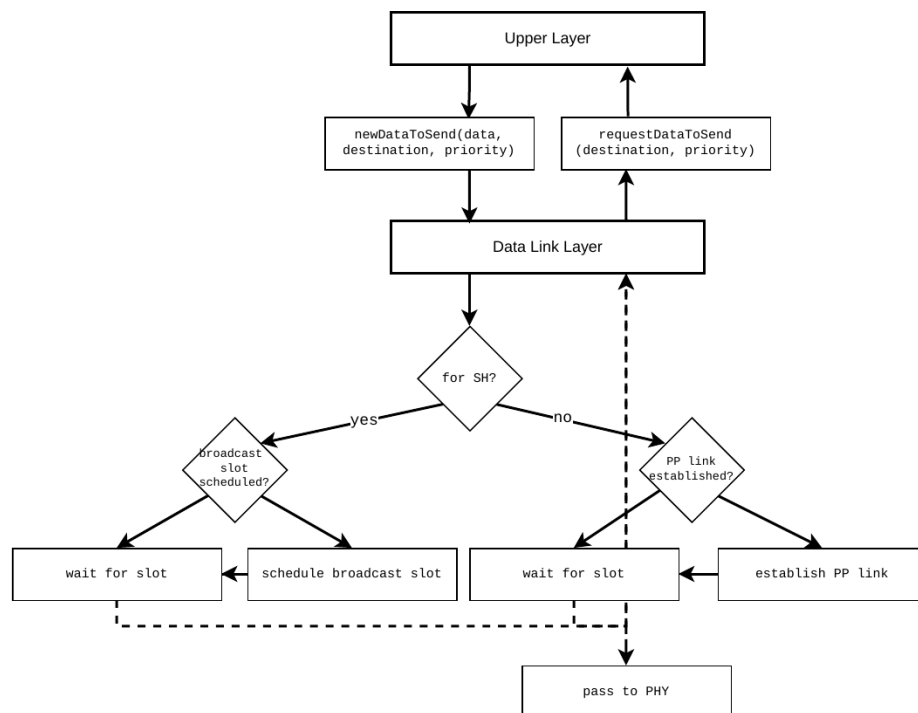 Upper Layer
newDataToSend(data,
destination, priority)
requestDataToSend
(destination, priority)
Data Link Layer
for SH?
yes
no
broadcast
slot
scheduled?
PP link
established?
wait for slot
schedule broadcast slot
wait for slot
establish PP link
pass to PHY